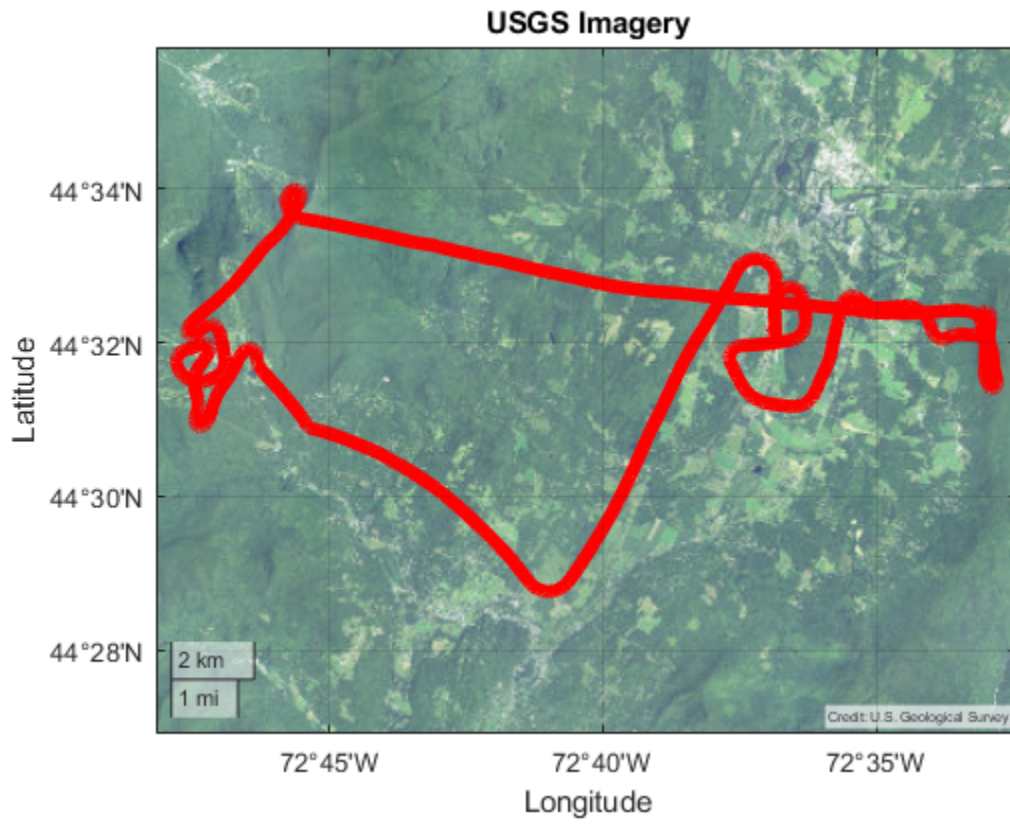 USGS Imagery
44°34'N
44°32'N
44°30'N
44°28'N
Latitude
2 km
1 mi
Credit: U.S. Geological Survey
72°45'W
72°40'W
72°35'W
Longitude